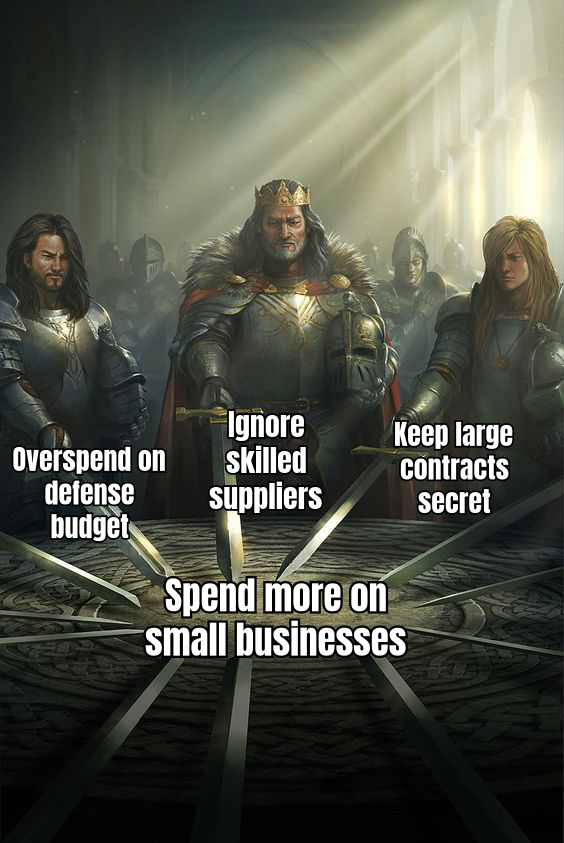 Overspend on
defense
budget
Ignore
skilled
suppliers
Keep large
contracts
secret
Spend more on
small businesses